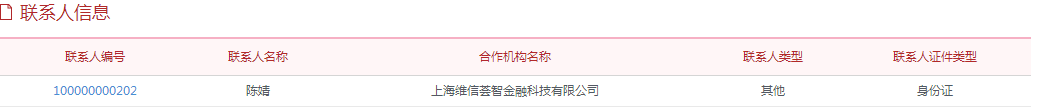 联系人信息
联系人编号 联系人名称 合作机构名称 联系人类型 联系人证件类型
100000000202 陈婧 上海维信荟智金融科技有限公司 其他 身份证